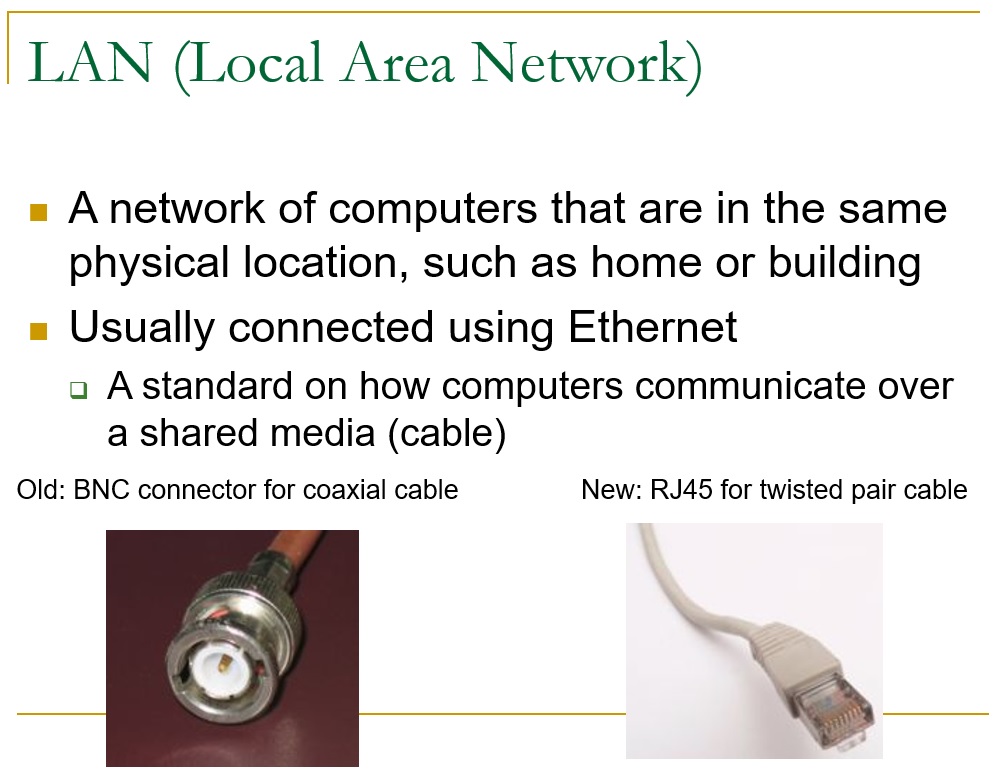 LAN (Local Area Network)
A network of computers that are in the same
physical location, such as home or building
Usually connected using Ethernet
A standard on how computers communicate over
a shared media (cable)
Old: BNC connector for coaxial cable
New: RJ45 for twisted pair cable